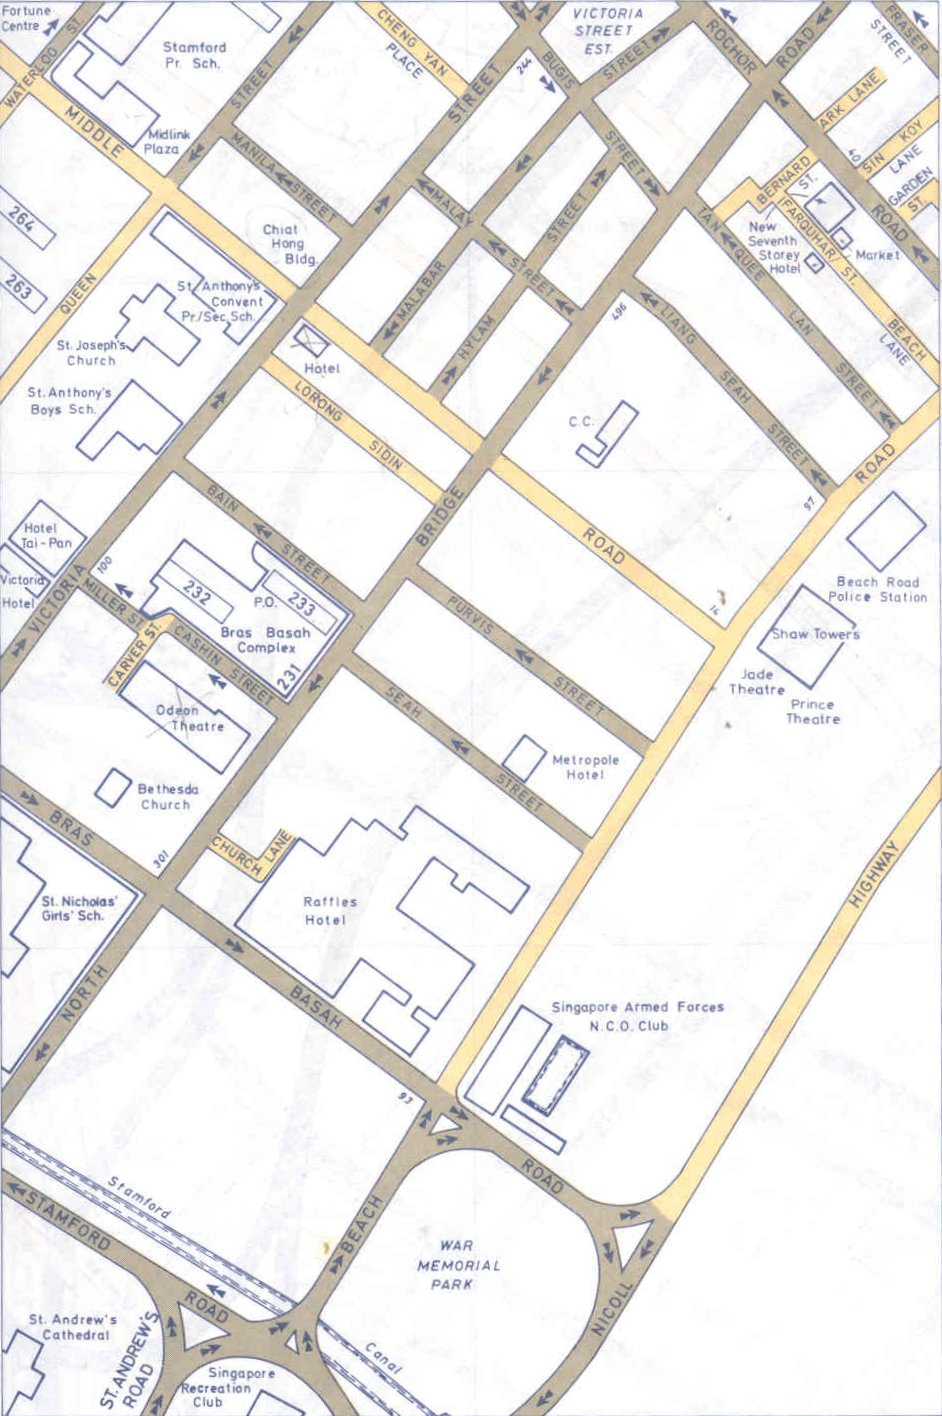 Fortune
Centre
WATERLOO ST.
Stamford
Pr. Sch.
CHENG YAN
PLACE
VICTORIA
STREET
EST.
ROCHOR
ROAD
FRASER
STREET
STREET
STREET
244
BUGIS
STREET
STREET
MIDDLE
Midlink
Plaza
MANILA STREET
MALAY
STREET
STREET
ARK LANE
SIN KOY
LANE
40
BERNARD
ST.
GARDEN
ST.
ROAD
264
263
QUEEN
Chiat
Hong
Bldg.
MALABAR
HYLAM
TAN QUEE LAN STREET
New
Seventh
Storey
Hotel
FARQUHAR ST.
Market
BEACH
LANE
St. Anthony's
Convent
Pr./Sec. Sch.
St. Joseph's
Church
St. Anthony's
Boys Sch.
Hotel
LORONG SIDIN
496
LIANG SEAH STREET
C.C.
ROAD
97
Hotel
Tai-Pan
Victoria
Hotel
VICTORIA
100
BAIN STREET
BRIDGE
ROAD
14
Beach Road
Police Station
Shaw Towers
Jade
Theatre
Prince
Theatre
232
P.O.
233
Bras Basah
Complex
231
MILLER ST.
CARVER ST.
CASHIN STREET
PURVIS STREET
Odeon
Theatre
SEAH STREET
Metropole
Hotel
Bethesda
Church
BRAS
301
CHURCH LANE
Raffles
Hotel
HIGHWAY
St. Nicholas'
Girls' Sch.
NORTH
BASAH
Singapore Armed Forces
N.C.O. Club
93
ROAD
Stamford
STAMFORD
ROAD
BEACH
WAR
MEMORIAL
PARK
NICOLL
St. Andrew's
Cathedral
ST. ANDREW'S
ROAD
Singapore
Recreation
Club
Canal